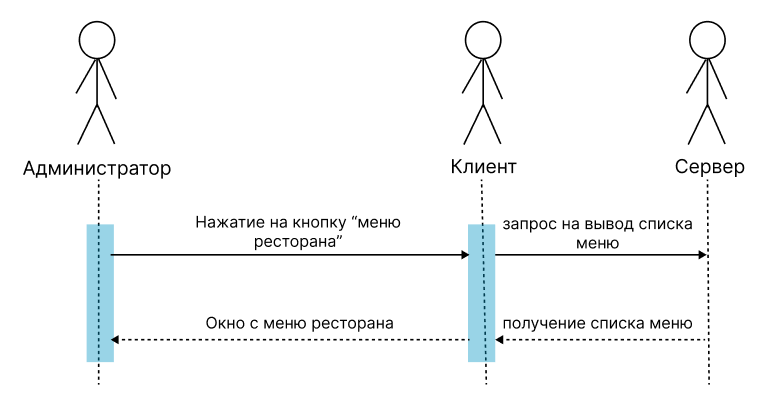 Администратор
Клиент
Сервер
Нажатие на кнопку “меню
ресторана”
запрос на вывод списка
меню
Окно с меню ресторана
получение списка меню